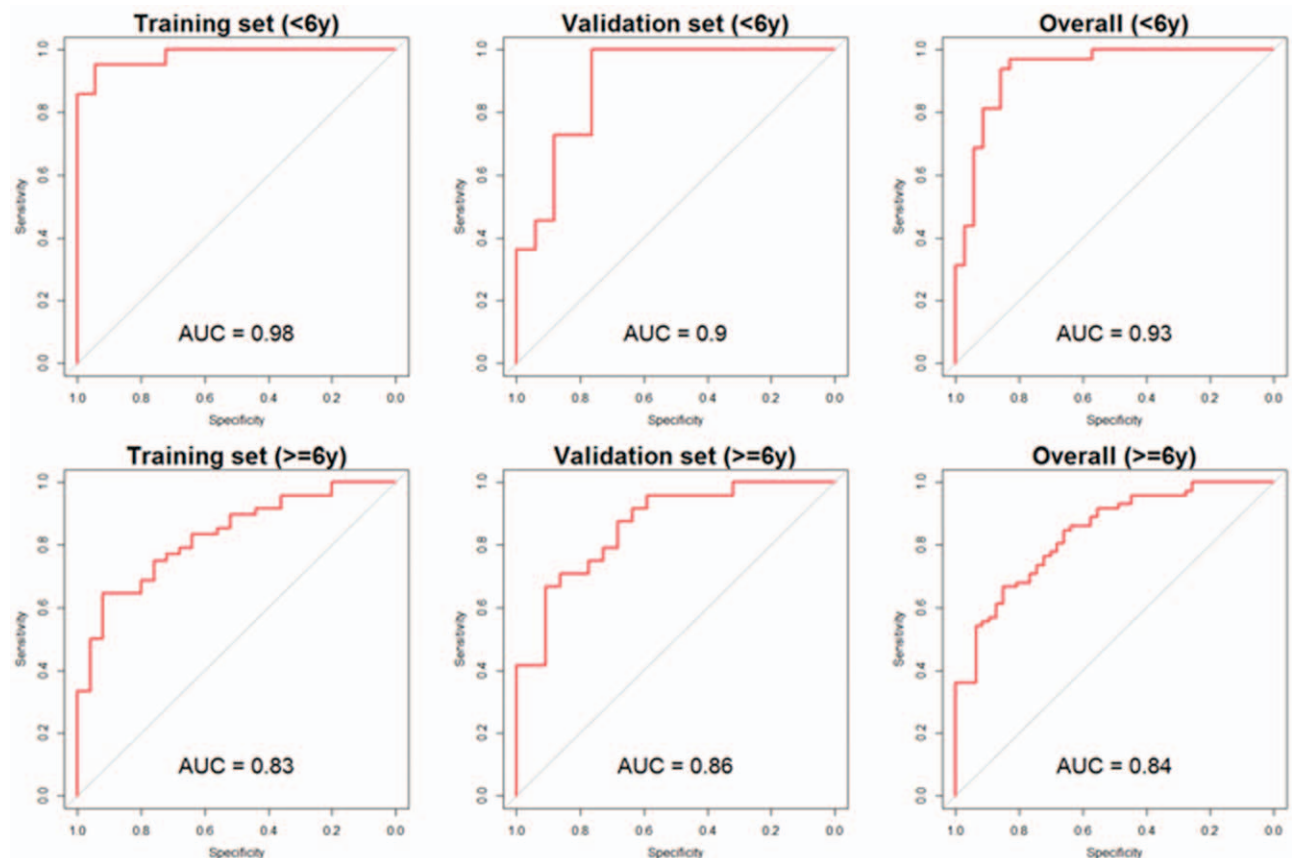 Training set (<6y)
Validation set (<6y)
Overall (<6y)
Sensitivity
0.0 0.2 0.4 0.6 0.8 1.0
AUC = 0.98
1.0 0.8 0.6 0.4 0.2 0.0
Specificity
Sensitivity
0.0 0.2 0.4 0.6 0.8 1.0
AUC = 0.9
1.0 0.8 0.6 0.4 0.2 0.0
Specificity
Sensitivity
0.0 0.2 0.4 0.6 0.8 1.0
AUC = 0.93
1.0 0.8 0.6 0.4 0.2 0.0
Specificity
Training set (>=6y)
Validation set (>=6y)
Overall (>=6y)
Sensitivity
0.0 0.2 0.4 0.6 0.8 1.0
AUC = 0.83
1.0 0.8 0.6 0.4 0.2 0.0
Specificity
Sensitivity
0.0 0.2 0.4 0.6 0.8 1.0
AUC = 0.86
1.0 0.8 0.6 0.4 0.2 0.0
Specificity
Sensitivity
0.0 0.2 0.4 0.6 0.8 1.0
AUC = 0.84
1.0 0.8 0.6 0.4 0.2 0.0
Specificity